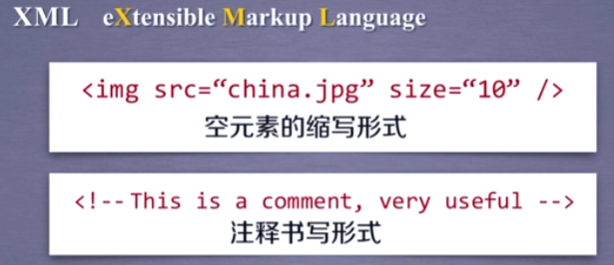 XML eXtensible Markup Language
<img src=“china.jpg” size=“10” />
空元素的缩写形式
<!-- This is a comment, very useful -->
注释书写形式